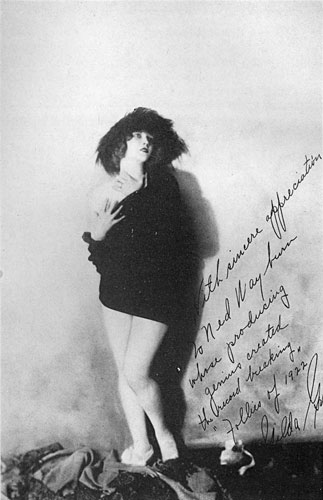 With sincere appreciation
to Ned Wayburn
whose producing
genius created
the record breaking
"Follies of 1922"
Gilda